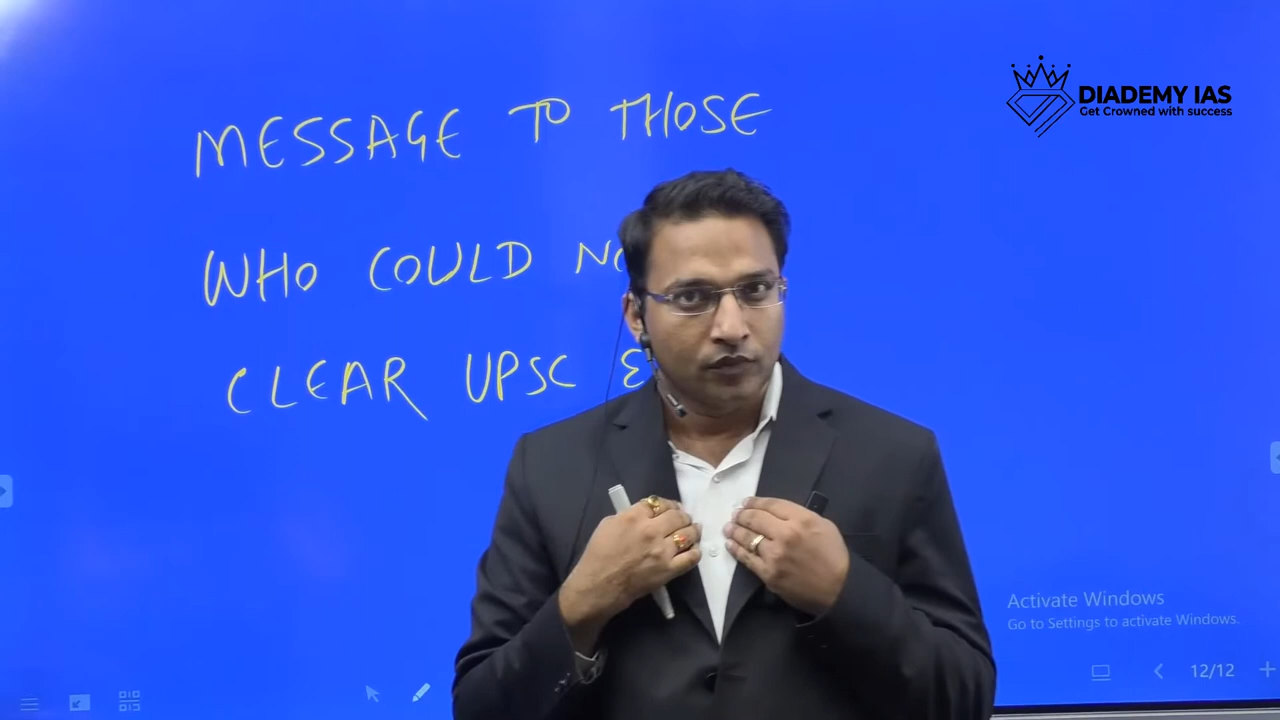 MESSAGE TO THOSE
WHO COULD
CLEAR UPSC
DIADEMY IAS
Get Crowned with success
Activate Windows
Go to Settings to activate Windows.
12/12